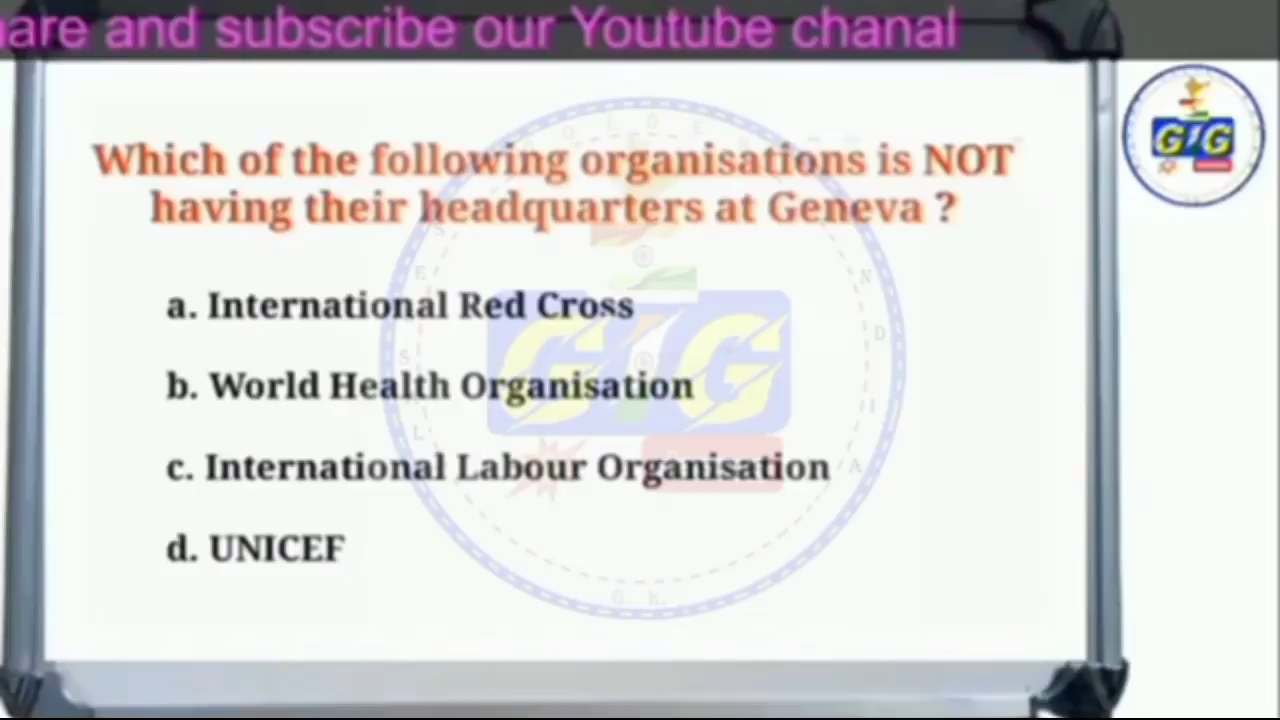 are and subscribe our Youtube chanal
Which of the following organisations is NOT
having their headquarters at Geneva ?
a. International Red Cross
b. World Health Organisation
c. International Labour Organisation
d. UNICEF
GIG
G. K.